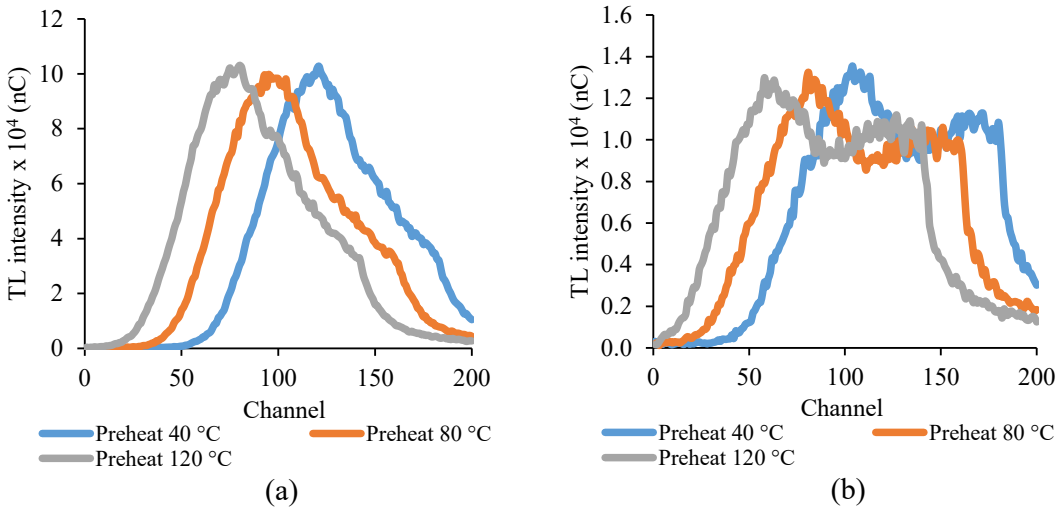 TL intensity x 10⁴ (nC)
12
10
8
6
4
2
0
0 50 100 150 200
Channel
Preheat 40 °C Preheat 80 °C
Preheat 120 °C
(a)
TL intensity x 10⁴ (nC)
1.6
1.4
1.2
1.0
0.8
0.6
0.4
0.2
0.0
0 50 100 150 200
Channel
Preheat 40 °C Preheat 80 °C
Preheat 120 °C
(b)